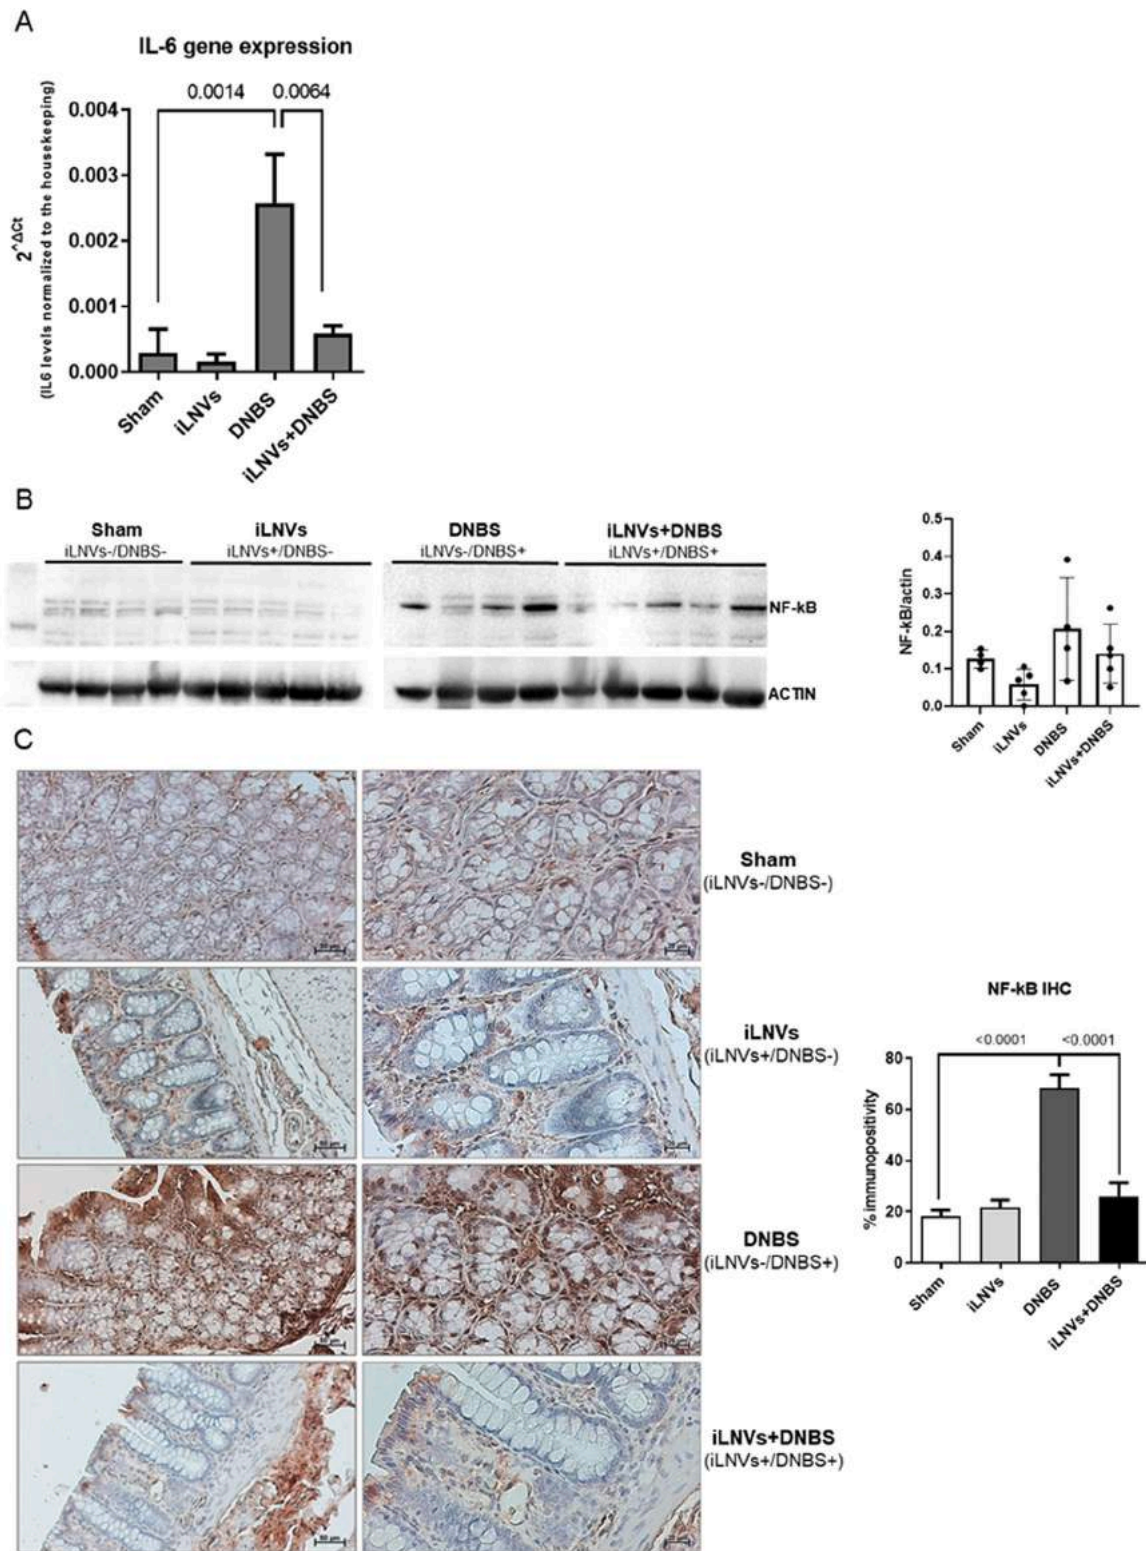 A
IL-6 gene expression
0.0014
0.0064
0.004
0.003
0.002
0.001
0.000
2^ΔCt
(IL6 levels normalized to the housekeeping)
Sham
iLNVs
DNBS
iLNVs+DNBS
B
Sham
iLNVs-/DNBS-
iLNVs
iLNVs+/DNBS-
DNBS
iLNVs-/DNBS+
iLNVs+DNBS
iLNVs+/DNBS+
NF-kB
ACTIN
NF-kB/actin
0.5
0.4
0.3
0.2
0.1
0.0
Sham
iLNVs
DNBS
iLNVs+DNBS
C
Sham
(iLNVs-/DNBS-)
iLNVs
(iLNVs+/DNBS-)
DNBS
(iLNVs-/DNBS+)
iLNVs+DNBS
(iLNVs+/DNBS+)
NF-kB IHC
<0.0001
<0.0001
% immunopositivity
80
60
40
20
0
Sham
iLNVs
DNBS
iLNVs+DNBS